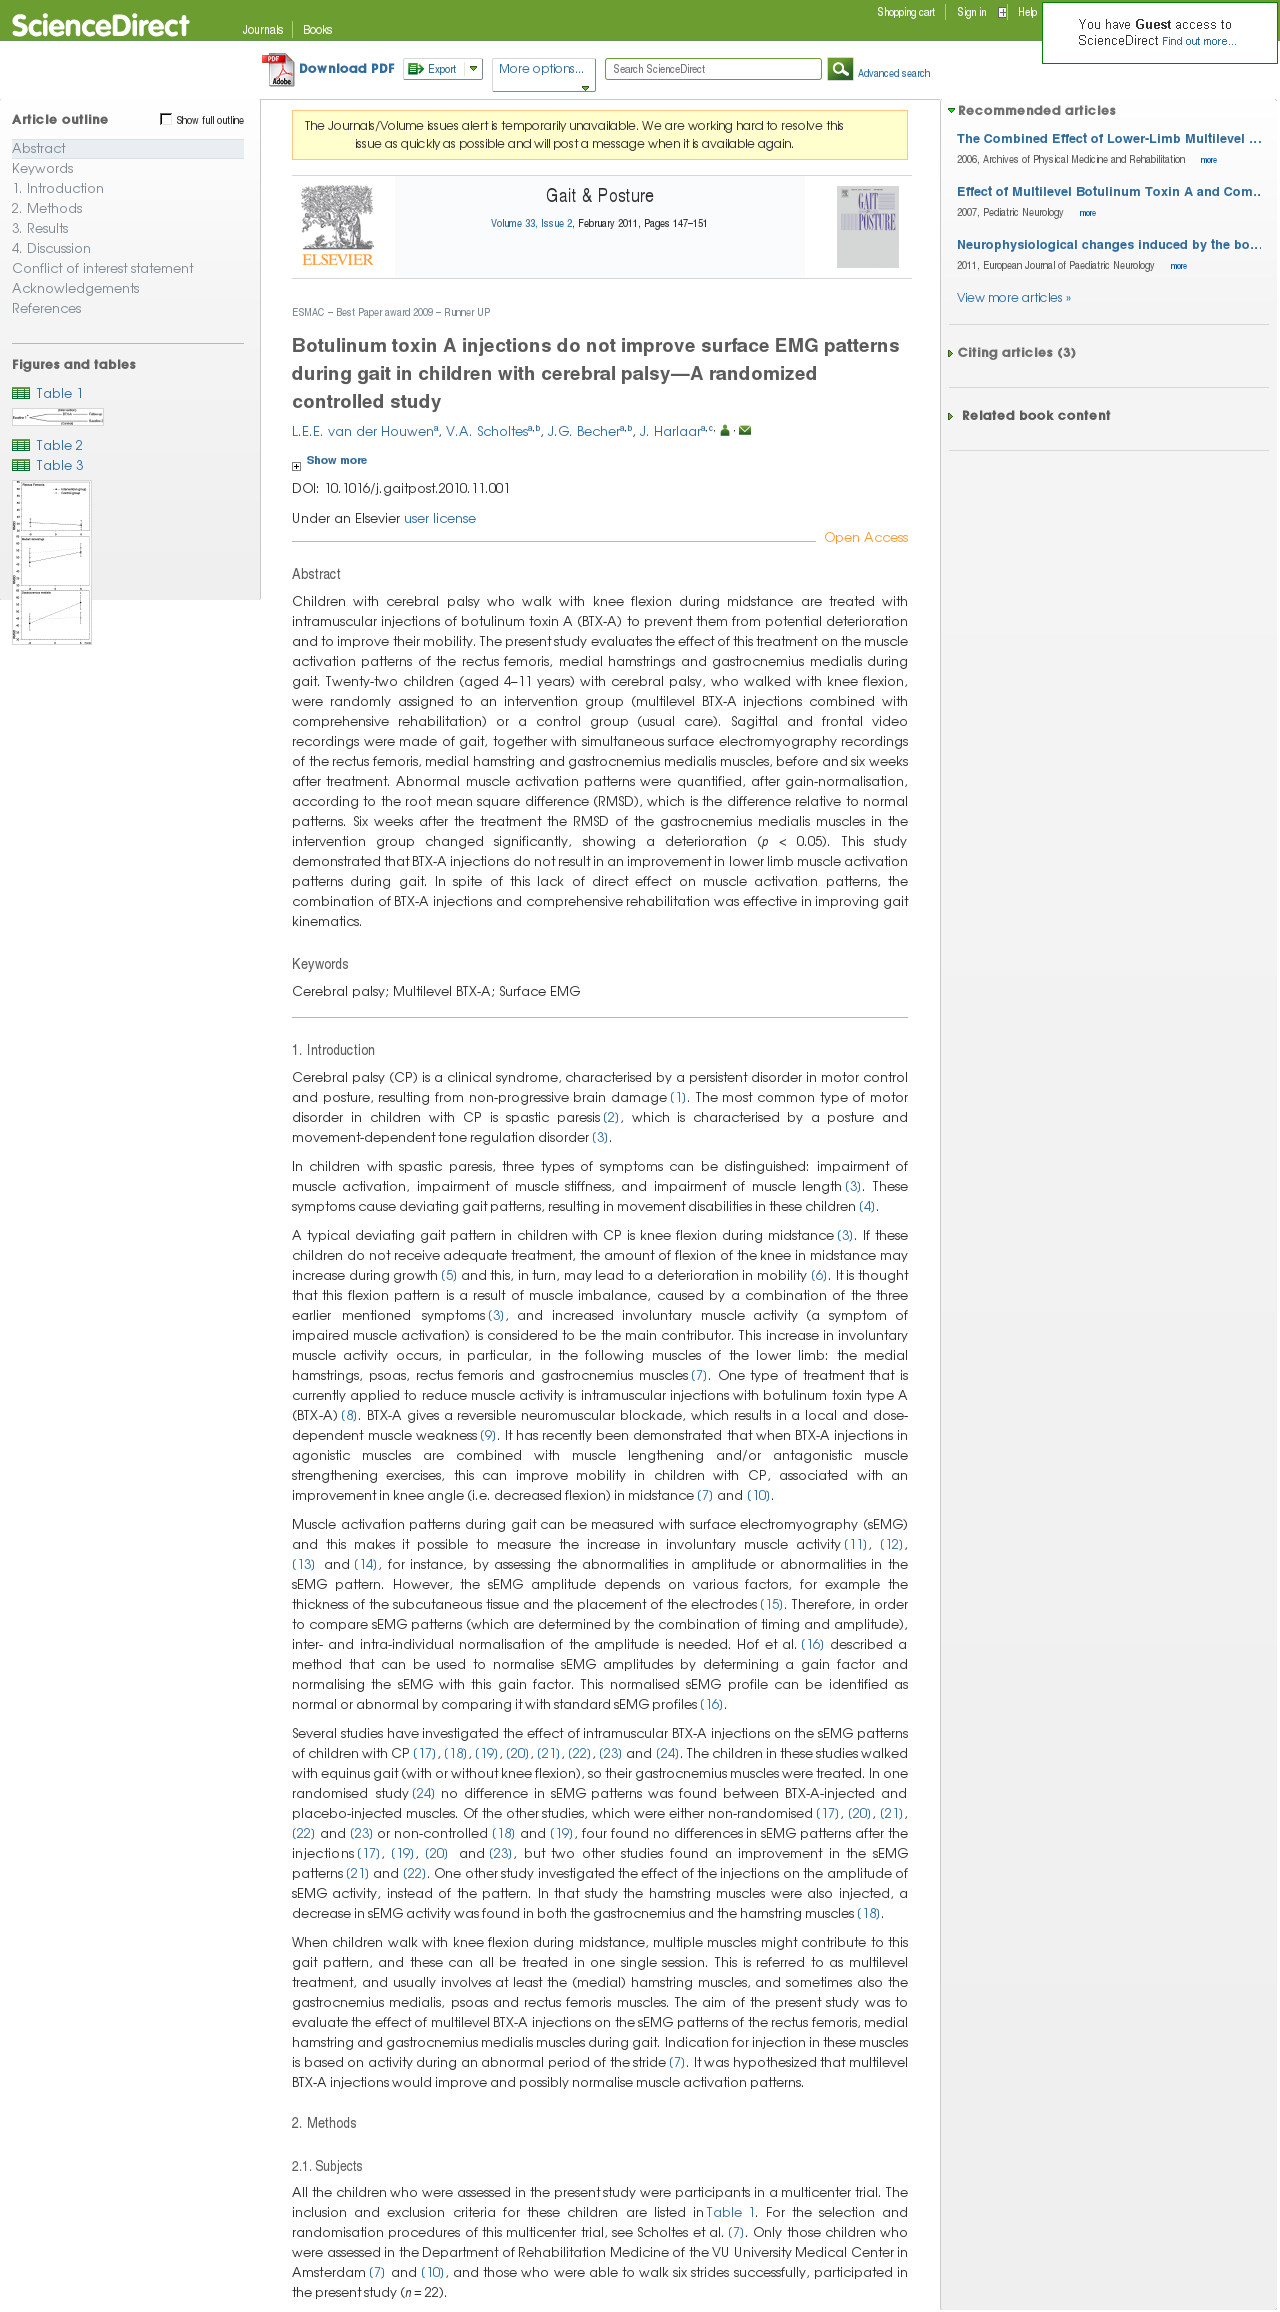 ScienceDirect
Journals
Books
Shopping cart
Sign in
Help
You have Guest access to
ScienceDirect Find out more...
Download PDF
Export
More options...
Search ScienceDirect
Advanced search
Article outline
Show full outline
Abstract
Keywords
1. Introduction
2. Methods
3. Results
4. Discussion
Conflict of interest statement
Acknowledgements
References
Figures and tables
Table 1
Table 2
Table 3
The Journals/Volume issues alert is temporarily unavailable. We are working hard to resolve this
issue as quickly as possible and will post a message when it is available again.
ELSEVIER
Gait & Posture
Volume 33, Issue 2, February 2011, Pages 147–151
GAIT
POSTURE
ESMAC – Best Paper award 2009 – Runner UP
Botulinum toxin A injections do not improve surface EMG patterns
during gait in children with cerebral palsy—A randomized
controlled study
L.E.E. van der Houwena, V.A. Scholtesa,b, J.G. Bechera,b, J. Harlaara,c,
Show more
DOI: 10.1016/j.gaitpost.2010.11.001
Under an Elsevier user license
Open Access
Abstract
Children with cerebral palsy who walk with knee flexion during midstance are treated with
intramuscular injections of botulinum toxin A (BTX-A) to prevent them from potential deterioration
and to improve their mobility. The present study evaluates the effect of this treatment on the muscle
activation patterns of the rectus femoris, medial hamstrings and gastrocnemius medialis during
gait. Twenty-two children (aged 4–11 years) with cerebral palsy, who walked with knee flexion,
were randomly assigned to an intervention group (multilevel BTX-A injections combined with
comprehensive rehabilitation) or a control group (usual care). Sagittal and frontal video
recordings were made of gait, together with simultaneous surface electromyography recordings
of the rectus femoris, medial hamstring and gastrocnemius medialis muscles, before and six weeks
after treatment. Abnormal muscle activation patterns were quantified, after gain-normalisation,
according to the root mean square difference (RMSD), which is the difference relative to normal
patterns. Six weeks after the treatment the RMSD of the gastrocnemius medialis muscles in the
intervention group changed significantly, showing a deterioration (p < 0.05). This study
demonstrated that BTX-A injections do not result in an improvement in lower limb muscle activation
patterns during gait. In spite of this lack of direct effect on muscle activation patterns, the
combination of BTX-A injections and comprehensive rehabilitation was effective in improving gait
kinematics.
Keywords
Cerebral palsy; Multilevel BTX-A; Surface EMG
1. Introduction
Cerebral palsy (CP) is a clinical syndrome, characterised by a persistent disorder in motor control
and posture, resulting from non-progressive brain damage [1]. The most common type of motor
disorder in children with CP is spastic paresis [2], which is characterised by a posture and
movement-dependent tone regulation disorder [3].
In children with spastic paresis, three types of symptoms can be distinguished: impairment of
muscle activation, impairment of muscle stiffness, and impairment of muscle length [3]. These
symptoms cause deviating gait patterns, resulting in movement disabilities in these children [4].
A typical deviating gait pattern in children with CP is knee flexion during midstance [3]. If these
children do not receive adequate treatment, the amount of flexion of the knee in midstance may
increase during growth [5] and this, in turn, may lead to a deterioration in mobility [6]. It is thought
that this flexion pattern is a result of muscle imbalance, caused by a combination of the three
earlier mentioned symptoms [3], and increased involuntary muscle activity (a symptom of
impaired muscle activation) is considered to be the main contributor. This increase in involuntary
muscle activity occurs, in particular, in the following muscles of the lower limb: the medial
hamstrings, psoas, rectus femoris and gastrocnemius muscles [7]. One type of treatment that is
currently applied to reduce muscle activity is intramuscular injections with botulinum toxin type A
(BTX-A) [8]. BTX-A gives a reversible neuromuscular blockade, which results in a local and dose-
dependent muscle weakness [9]. It has recently been demonstrated that when BTX-A injections in
agonistic muscles are combined with muscle lengthening and/or antagonistic muscle
strengthening exercises, this can improve mobility in children with CP, associated with an
improvement in knee angle (i.e. decreased flexion) in midstance [7] and [10].
Muscle activation patterns during gait can be measured with surface electromyography (sEMG)
and this makes it possible to measure the increase in involuntary muscle activity [11], [12],
[13] and [14], for instance, by assessing the abnormalities in amplitude or abnormalities in the
sEMG pattern. However, the sEMG amplitude depends on various factors, for example the
thickness of the subcutaneous tissue and the placement of the electrodes [15]. Therefore, in order
to compare sEMG patterns (which are determined by the combination of timing and amplitude),
inter- and intra-individual normalisation of the amplitude is needed. Hof et al. [16] described a
method that can be used to normalise sEMG amplitudes by determining a gain factor and
normalising the sEMG with this gain factor. This normalised sEMG profile can be identified as
normal or abnormal by comparing it with standard sEMG profiles [16].
Several studies have investigated the effect of intramuscular BTX-A injections on the sEMG patterns
of children with CP [17], [18], [19], [20], [21], [22], [23] and [24]. The children in these studies walked
with equinus gait (with or without knee flexion), so their gastrocnemius muscles were treated. In one
randomised study [24] no difference in sEMG patterns was found between BTX-A-injected and
placebo-injected muscles. Of the other studies, which were either non-randomised [17], [20], [21],
[22] and [23] or non-controlled [18] and [19], four found no differences in sEMG patterns after the
injections [17], [19], [20] and [23], but two other studies found an improvement in the sEMG
patterns [21] and [22]. One other study investigated the effect of the injections on the amplitude of
sEMG activity, instead of the pattern. In that study the hamstring muscles were also injected, a
decrease in sEMG activity was found in both the gastrocnemius and the hamstring muscles [18].
When children walk with knee flexion during midstance, multiple muscles might contribute to this
gait pattern, and these can all be treated in one single session. This is referred to as multilevel
treatment, and usually involves at least the (medial) hamstring muscles, and sometimes also the
gastrocnemius medialis, psoas and rectus femoris muscles. The aim of the present study was to
evaluate the effect of multilevel BTX-A injections on the sEMG patterns of the rectus femoris, medial
hamstring and gastrocnemius medialis muscles during gait. Indication for injection in these muscles
is based on activity during an abnormal period of the stride [7]. It was hypothesized that multilevel
BTX-A injections would improve and possibly normalise muscle activation patterns.
2. Methods
2.1. Subjects
All the children who were assessed in the present study were participants in a multicenter trial. The
inclusion and exclusion criteria for these children are listed in Table 1. For the selection and
randomisation procedures of this multicenter trial, see Scholtes et al. [7]. Only those children who
were assessed in the Department of Rehabilitation Medicine of the VU University Medical Center in
Amsterdam [7] and [10], and those who were able to walk six strides successfully, participated in
the present study (n = 22).
Recommended articles
The Combined Effect of Lower-Limb Multilevel ...
2006, Archives of Physical Medicine and Rehabilitation more
Effect of Multilevel Botulinum Toxin A and Com...
2007, Pediatric Neurology more
Neurophysiological changes induced by the bo...
2011, European Journal of Paediatric Neurology more
View more articles »
Citing articles (3)
Related book content